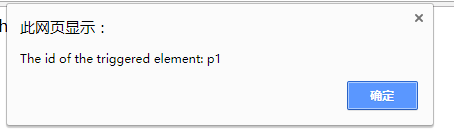 此网页显示：
h
The id of the triggered element: p1
确定